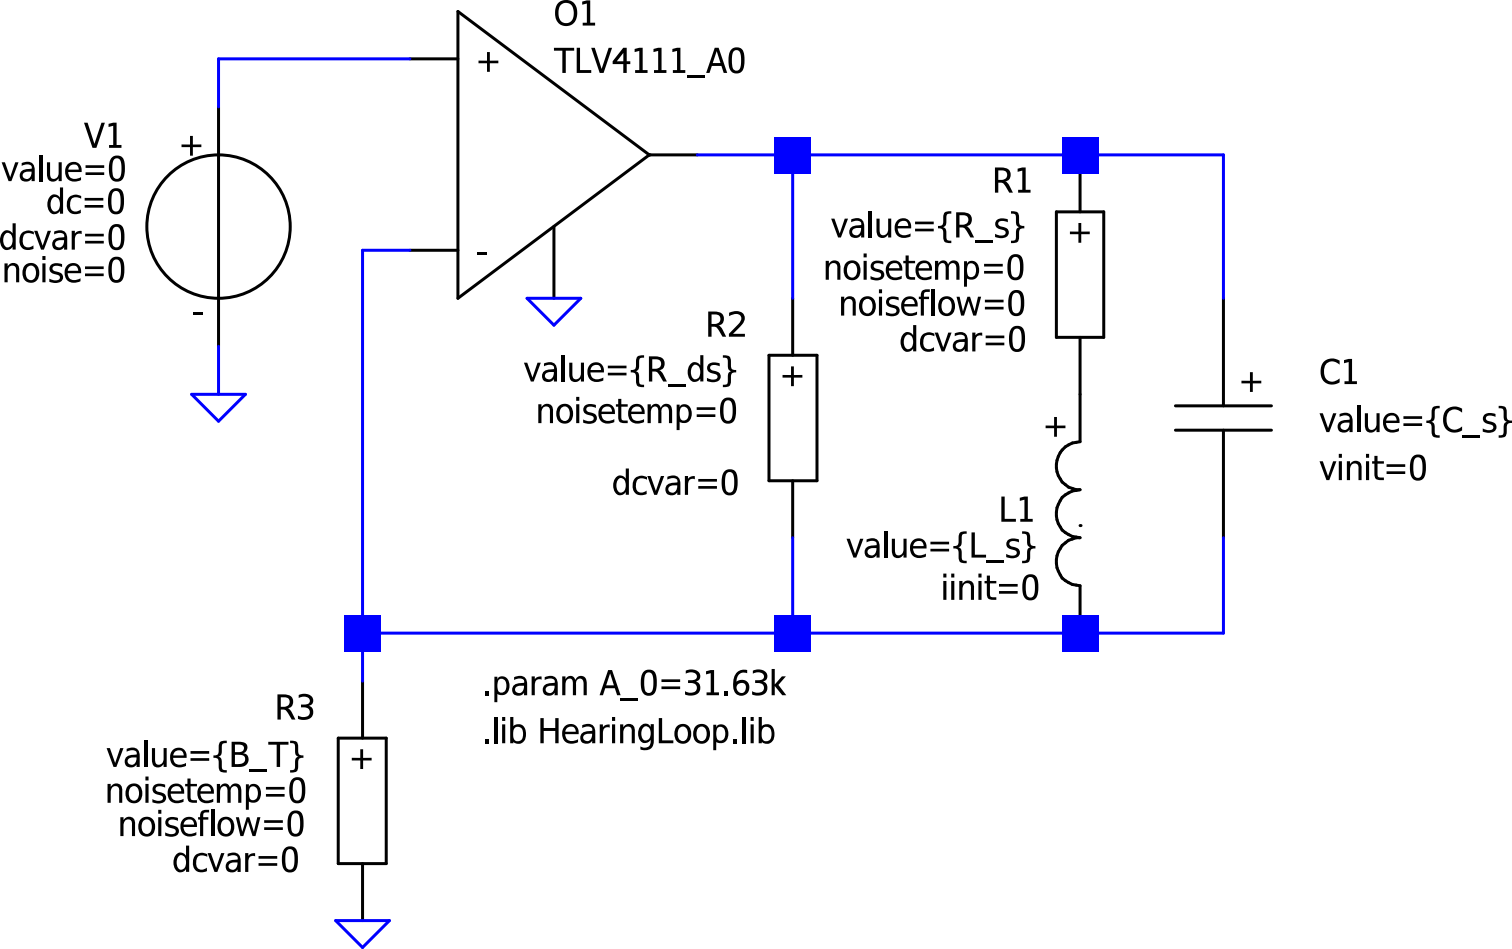 O1
TLV4111_A0
+
-
V1
+
value=0
dc=0
dcvar=0
noise=0
-
R1
value={R_s}
+
noisetemp=0
noiseflow=0
dcvar=0
R2
value={R_ds}
+
noisetemp=0
dcvar=0
+
L1
value={L_s}
iinit=0
C1
+
value={C_s}
vinit=0
.param A_0=31.63k
.lib HearingLoop.lib
R3
value={B_T}
+
noisetemp=0
noiseflow=0
dcvar=0